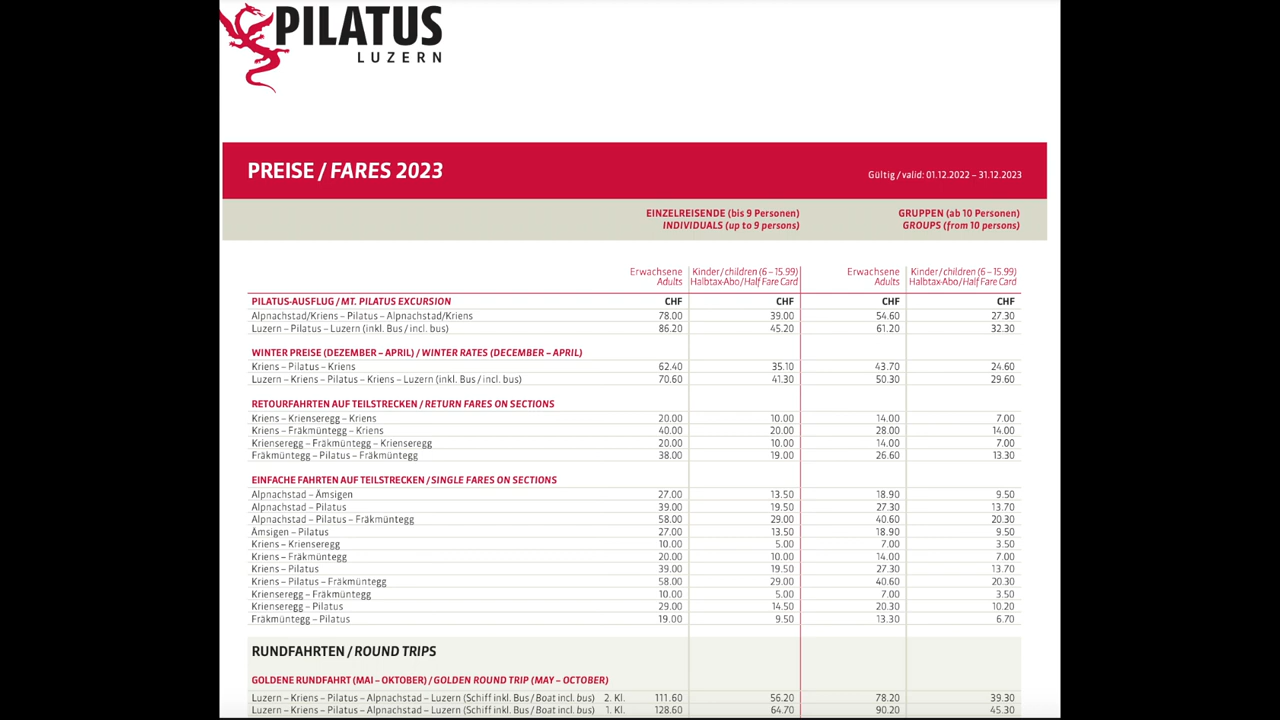 PILATUS
LUZERN
PREISE / FARES 2023
Gültig / valid: 01.12.2022 – 31.12.2023
EINZELREISENDE (bis 9 Personen)
INDIVIDUALS (up to 9 persons)
GRUPPEN (ab 10 Personen)
GROUPS (from 10 persons)
Erwachsene Kinder/children (6–15.99) Erwachsene Kinder/children (6–15.99)
Adults Halbtax-Abo/Half Fare Card Adults Halbtax-Abo/Half Fare Card
PILATUS-AUSFLUG / MT. PILATUS EXCURSION CHF CHF CHF CHF
Alpnachstad/Kriens – Pilatus – Alpnachstad/Kriens 78.00 39.00 54.60 27.30
Luzern – Pilatus – Luzern (inkl. Bus / incl. bus) 86.20 45.20 61.20 32.30
WINTER PREISE (DEZEMBER – APRIL) / WINTER RATES (DECEMBER – APRIL)
Kriens – Pilatus – Kriens 62.40 35.10 43.70 24.60
Luzern – Kriens – Pilatus – Kriens – Luzern (inkl. Bus / incl. bus) 70.60 41.30 50.30 29.60
RETOURFAHRTEN AUF TEILSTRECKEN / RETURN FARES ON SECTIONS
Kriens – Krienseregg – Kriens 20.00 10.00 14.00 7.00
Kriens – Fräkmüntegg – Kriens 40.00 20.00 28.00 14.00
Krienseregg – Fräkmüntegg – Krienseregg 20.00 10.00 14.00 7.00
Fräkmüntegg – Pilatus – Fräkmüntegg 38.00 19.00 26.60 13.30
EINFACHE FAHRTEN AUF TEILSTRECKEN / SINGLE FARES ON SECTIONS
Alpnachstad – Ämsigen 27.00 13.50 18.90 9.50
Alpnachstad – Pilatus 39.00 19.50 27.30 13.70
Alpnachstad – Pilatus – Fräkmüntegg 58.00 29.00 40.60 20.30
Ämsigen – Pilatus 27.00 13.50 18.90 9.50
Kriens – Krienseregg 10.00 5.00 7.00 3.50
Kriens – Fräkmüntegg 20.00 10.00 14.00 7.00
Kriens – Pilatus 39.00 19.50 27.30 13.70
Kriens – Pilatus – Fräkmüntegg 58.00 29.00 40.60 20.30
Krienseregg – Fräkmüntegg 10.00 5.00 7.00 3.50
Krienseregg – Pilatus 29.00 14.50 20.30 10.20
Fräkmüntegg – Pilatus 19.00 9.50 13.30 6.70
RUNDFAHRTEN / ROUND TRIPS
GOLDENE RUNDFAHRT (MAI – OKTOBER) / GOLDEN ROUND TRIP (MAY – OCTOBER)
Luzern – Kriens – Pilatus – Alpnachstad – Luzern (Schiff inkl. Bus / Boat incl. bus) 2. Kl. 111.60 56.20 78.20 39.30
Luzern – Kriens – Pilatus – Alpnachstad – Luzern (Schiff inkl. Bus / Boat incl. bus) 1. Kl. 128.60 64.70 90.20 45.30